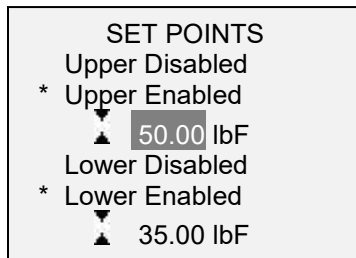 SET POINTS
Upper Disabled
* Upper Enabled
50.00 lbF
Lower Disabled
* Lower Enabled
35.00 lbF